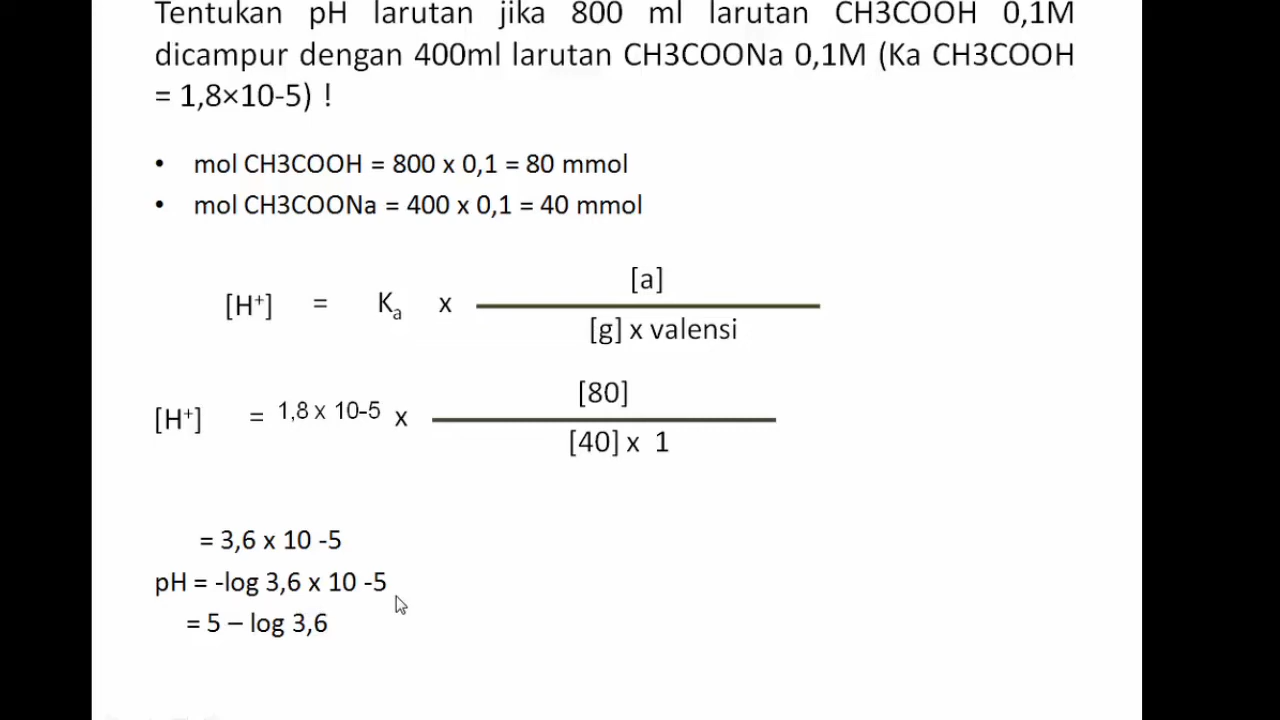 Tentukan pH larutan jika 800 ml larutan CH3COOH 0,1M
dicampur dengan 400ml larutan CH3COONa 0,1M (Ka CH3COOH
= 1,8×10-5) !
• mol CH3COOH = 800 x 0,1 = 80 mmol
• mol CH3COONa = 400 x 0,1 = 40 mmol
[a]
[H⁺] = Kₐ x
[g] x valensi
[80]
[H⁺] = 1,8 x 10-5 x
[40] x 1
= 3,6 x 10 -5
pH = -log 3,6 x 10 -5
= 5 – log 3,6